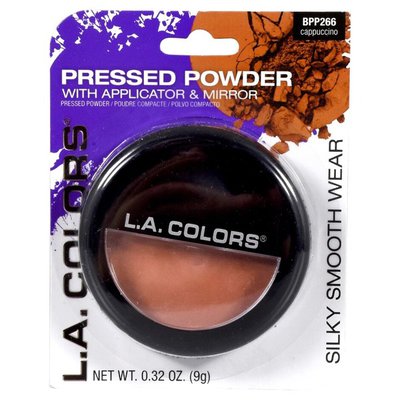 BPP266
cappuccino
PRESSED POWDER
WITH APPLICATOR & MIRROR
PRESSED POWDER / POUDRE COMPACTE / POLVO COMPACTO
L.A. COLORS®
L.A. COLORS®
SILKY SMOOTH WEAR
NET WT. 0.32 OZ. (9g)